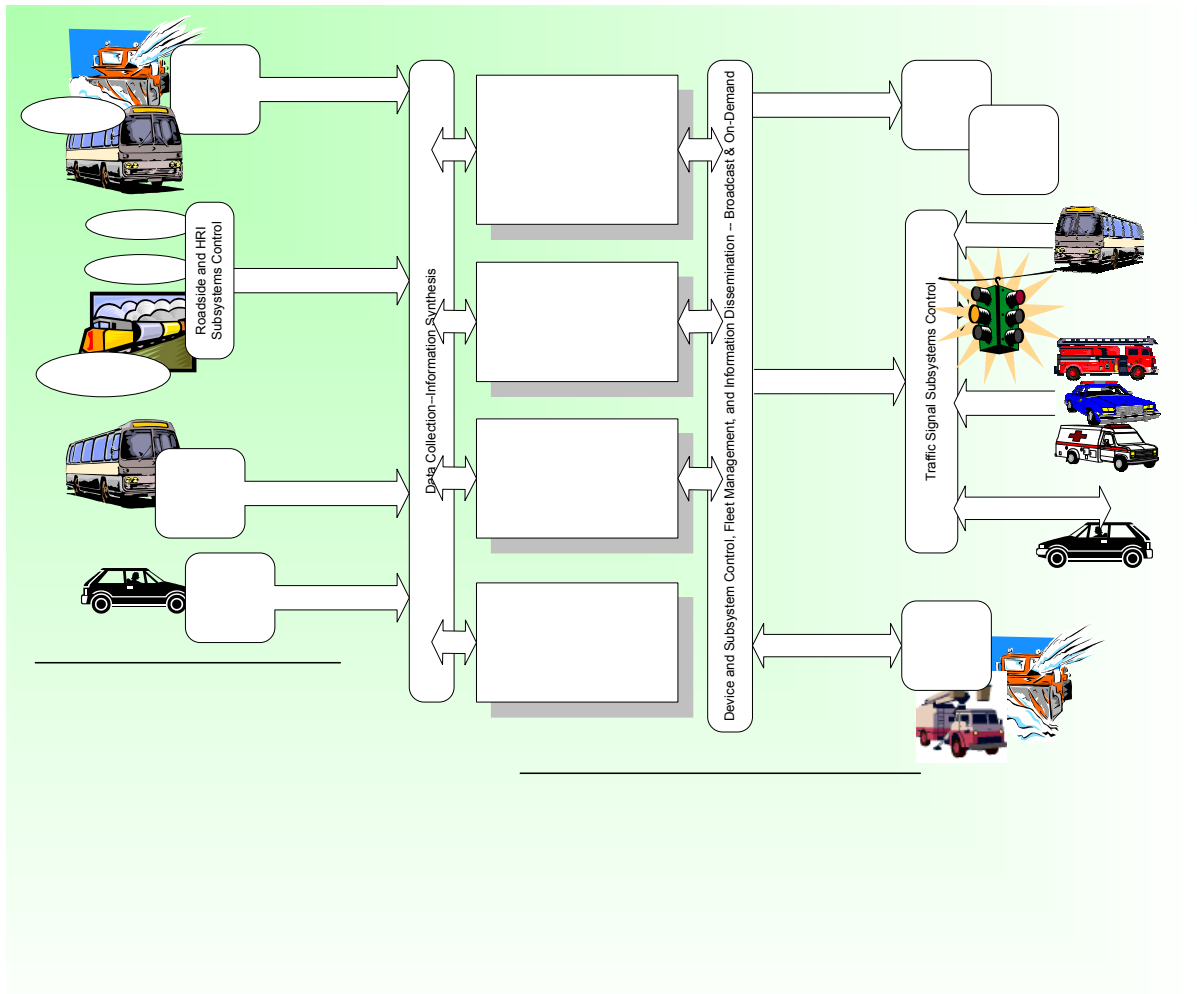 Roadside and HRI
Subsystems Control
Data Collection--Information Synthesis
Device and Subsystem Control, Fleet Management, and Information Dissemination -- Broadcast & On-Demand
Traffic Signal Subsystems Control